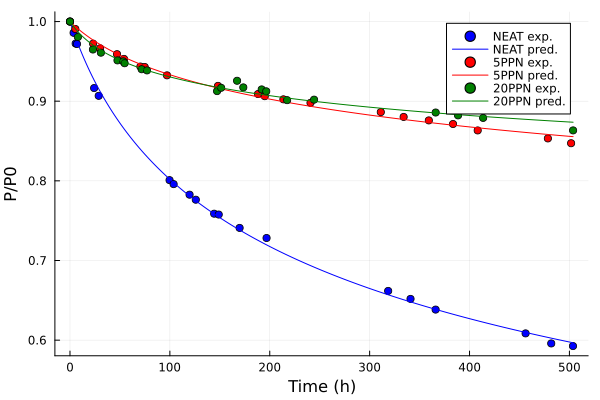 1.0
0.9
0.8
0.7
0.6
P/P0
0
100
200
300
400
500
Time (h)
NEAT exp.
NEAT pred.
5PPN exp.
5PPN pred.
20PPN exp.
20PPN pred.